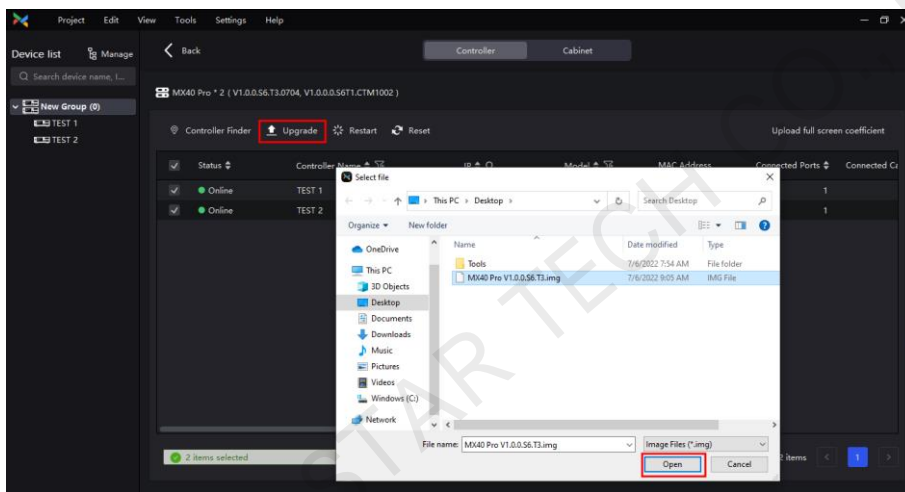 Project Edit View Tools Settings Help
Device list Manage
Back
Controller Cabinet
Search device name, I...
MX40 Pro * 2 ( V1.0.0.S6.T3.0704, V1.0.0.0.S6T1.CTM1002 )
New Group (0)
TEST 1
TEST 2
Controller Finder Upgrade Restart Reset Upload full screen coefficient
Status Controller Name IP Model MAC Address Connected Ports Connected Ca
Online TEST 1 1
Online TEST 2 1
Select file
This PC > Desktop > Search Desktop
Organize New folder
Name Date modified Type
OneDrive
This PC
3D Objects
Desktop
Documents
Downloads
Music
Pictures
Videos
Windows (C:)
Network
Tools 7/6/2022 7:54 AM File folder
MX40 Pro V1.0.0.S6.T3.img 7/6/2022 9:05 AM IMG File
File name: MX40 Pro V1.0.0.S6.T3.img Image Files (*.img)
Open Cancel
2 items selected
items 1
STAR TECH CO